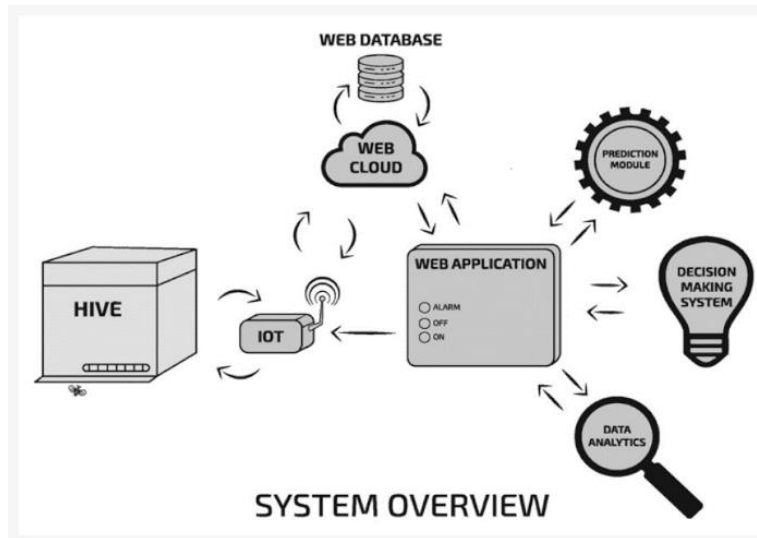 WEB DATABASE
WEB
CLOUD
PREDICTION
MODULE
HIVE
IOT
WEB APPLICATION
ALARM
OFF
ON
DECISION
MAKING
SYSTEM
DATA
ANALYTICS
SYSTEM OVERVIEW